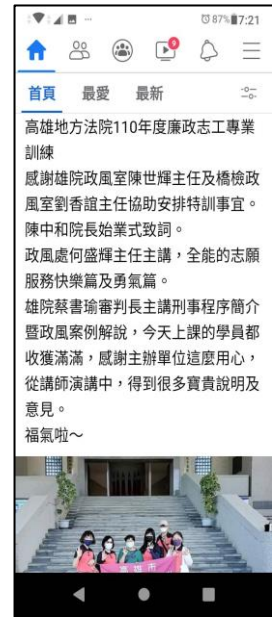 87% 7:21
9
首頁 最愛 最新
高雄地方法院110年度廉政志工專業
訓練
感謝雄院政風室陳世輝主任及橋檢政
風室劉香誼主任協助安排特訓事宜。
陳中和院長始業式致詞。
政風處何盛輝主任主講，全能的志願
服務快樂篇及勇氣篇。
雄院蔡書瑜審判長主講刑事程序簡介
暨政風案例解說，今天上課的學員都
收獲滿滿，感謝主辦單位這麼用心，
從講師演講中，得到很多寶貴說明及
意見。
福氣啦～
高雄市